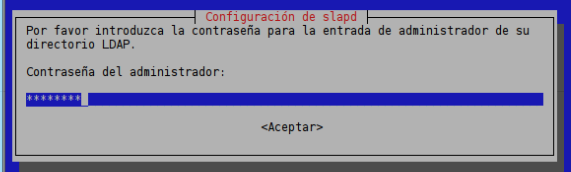 Configuración de slapd
Por favor introduzca la contraseña para la entrada de administrador de su
directorio LDAP.
Contraseña del administrador:
********
<Aceptar>